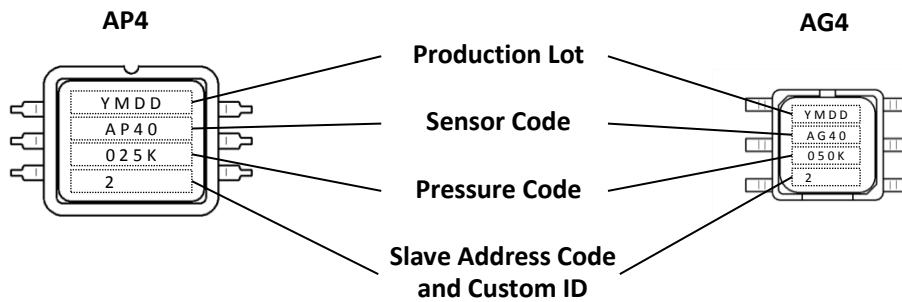 AP4
AG4
Production Lot
Sensor Code
Pressure Code
Slave Address Code
and Custom ID
YMDD
AP40
025K
2
YMDD
AG40
050K
2